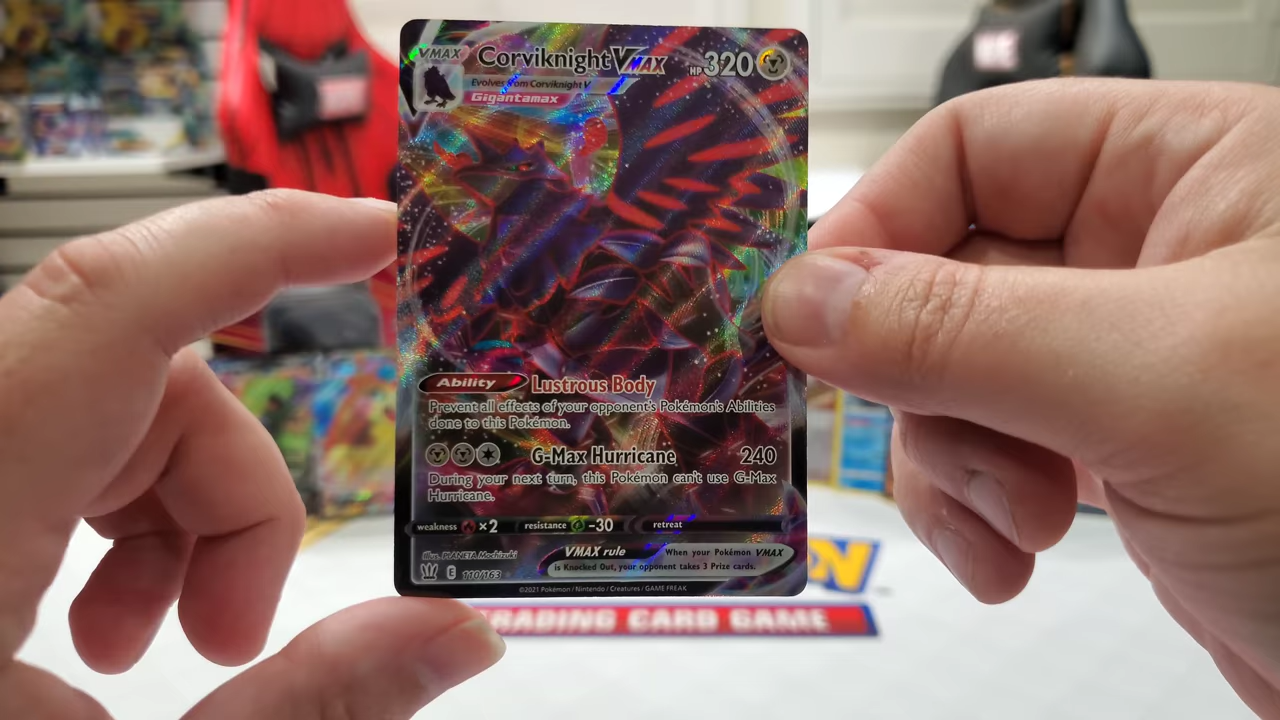 VMAX
Corviknight VMAX
HP 320
Evolves from Corviknight V
Gigantamax
Ability Lustrous Body
Prevent all effects of your opponent's Pokémon's Abilities
done to this Pokémon.
G-Max Hurricane 240
During your next turn, this Pokémon can't use G-Max
Hurricane.
weakness ×2 resistance -30 retreat
Illus. PLANETA Mochizuki
VMAX rule When your Pokémon VMAX
is Knocked Out, your opponent takes 3 Prize cards.
E 110/163
©2021 Pokémon / Nintendo / Creatures / GAME FREAK
TRADING CARD GAME